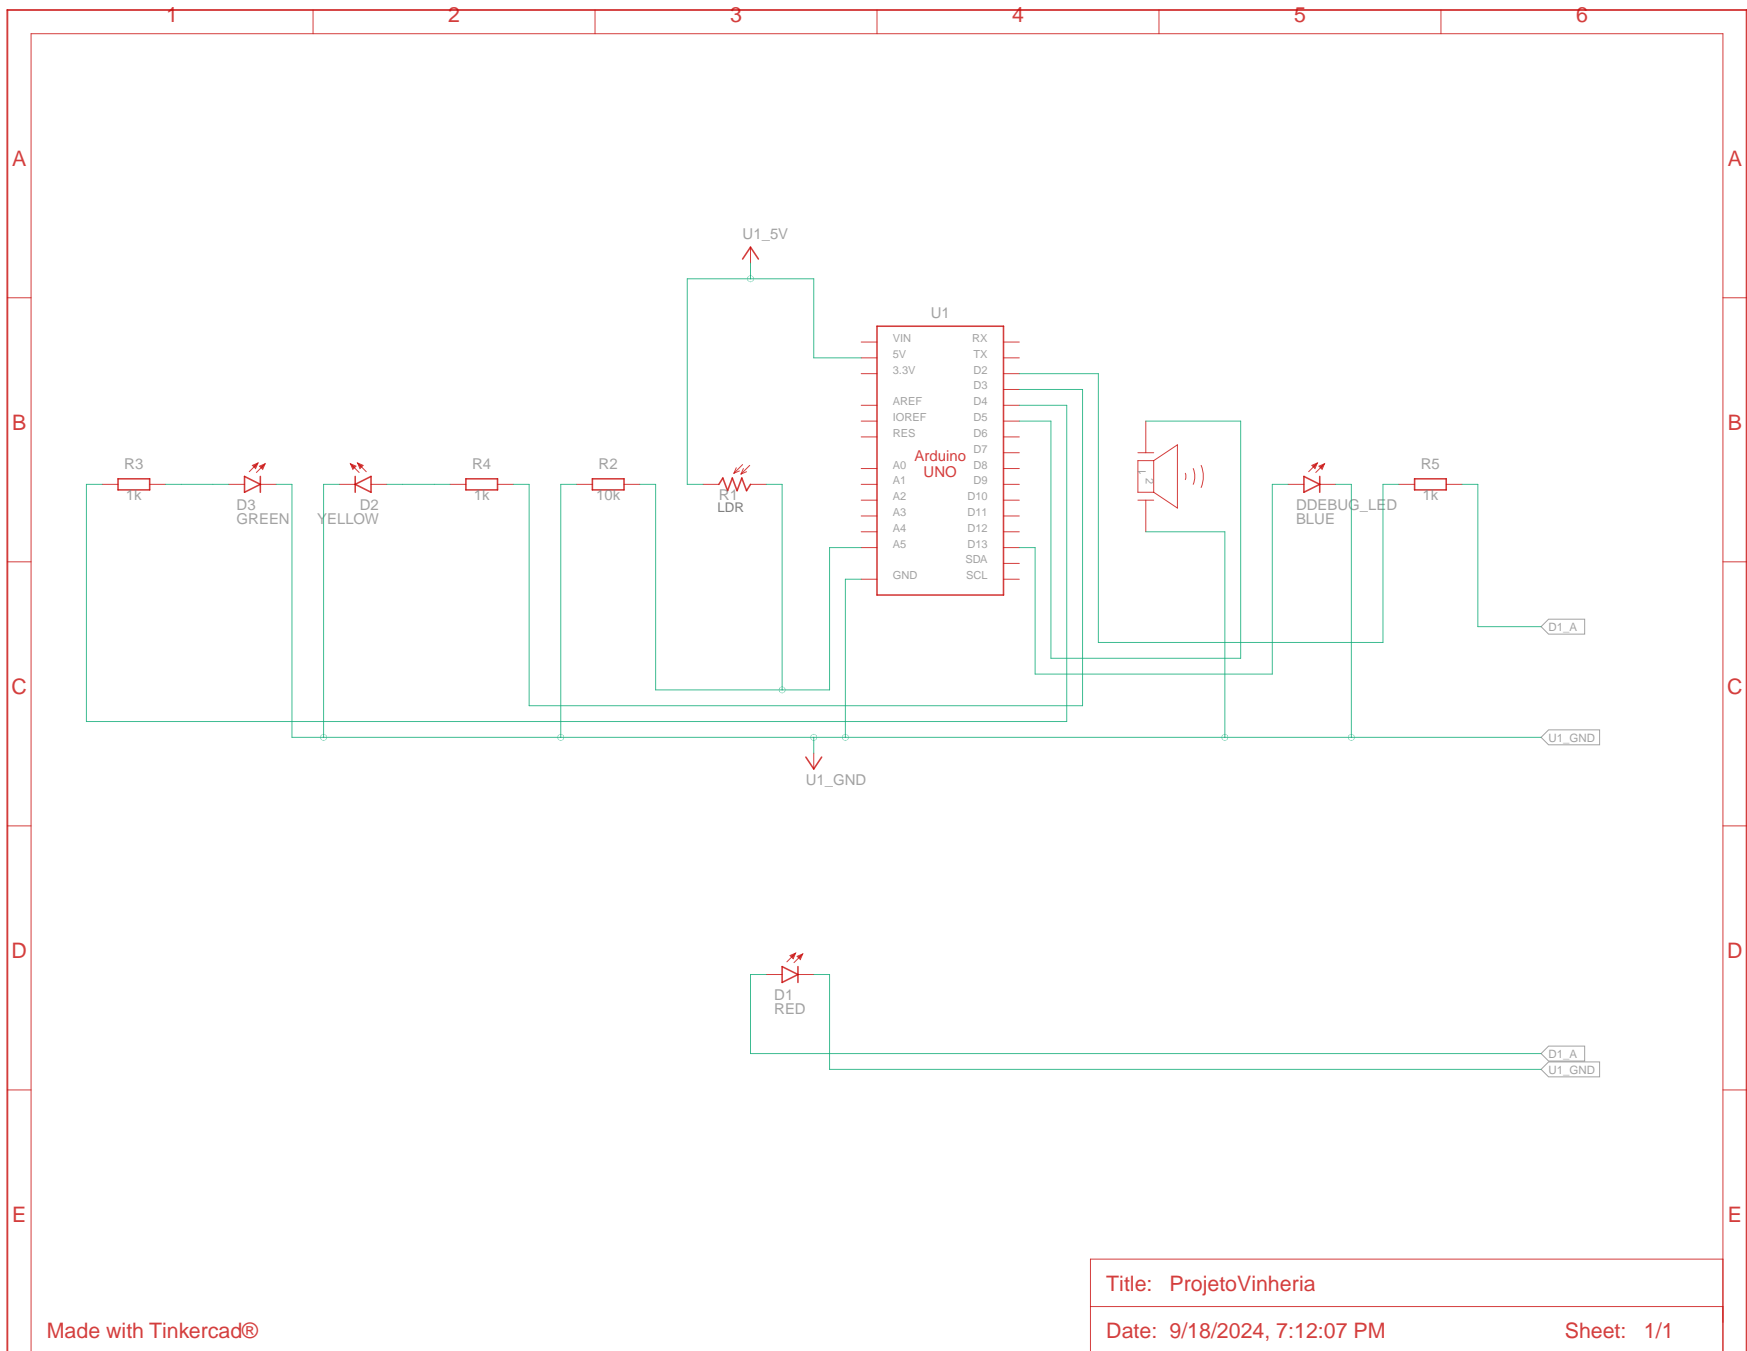 1 2 3 4 5 6
A A
U1_5V
U1
VIN RX
5V TX
3.3V D2
D3
AREF D4
IOREF D5
RES D6
D7
A0 D8
A1 D9
A2 D10
A3 D11
A4 D12
A5 D13
SDA
GND SCL
Arduino
UNO
B B
R3
1k
D3
GREEN
D2
YELLOW
R4
1k
R2
10k
R1
LDR
1
2
DDEBUG_LED
BLUE
R5
1k
D1_A
C C
U1_GND
U1_GND
D D
D1
RED
D1_A
U1_GND
E E
Title: ProjetoVinheria
Made with Tinkercad®
Date: 9/18/2024, 7:12:07 PM Sheet: 1/1